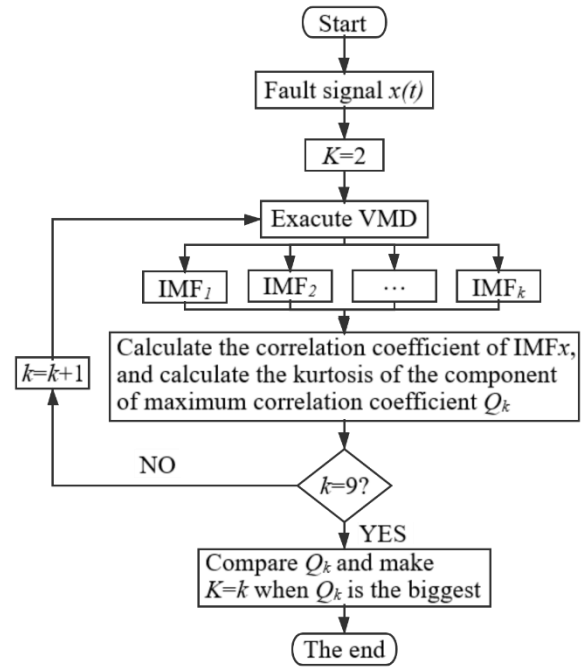 Start
Fault signal x(t)
K=2
Exacute VMD
IMF₁ IMF₂ … IMFₖ
Calculate the correlation coefficient of IMFx,
and calculate the kurtosis of the component
of maximum correlation coefficient Qₖ
k=k+1
NO
k=9?
YES
Compare Qₖ and make
K=k when Qₖ is the biggest
The end